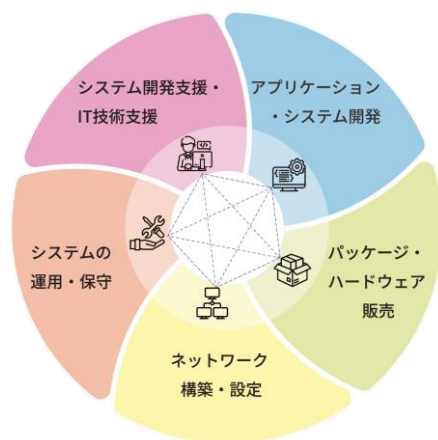 システム開発支援・
IT技術支援
アプリケーション
・システム開発
システムの
運用・保守
パッケージ・
ハードウェア
販売
ネットワーク
構築・設定